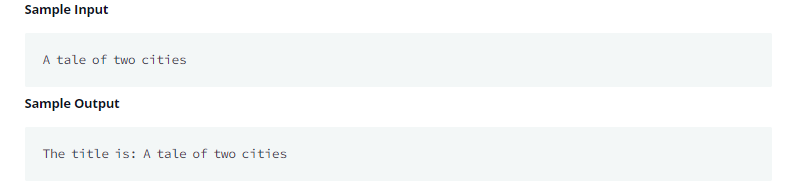 Sample Input
A tale of two cities
Sample Output
The title is: A tale of two cities